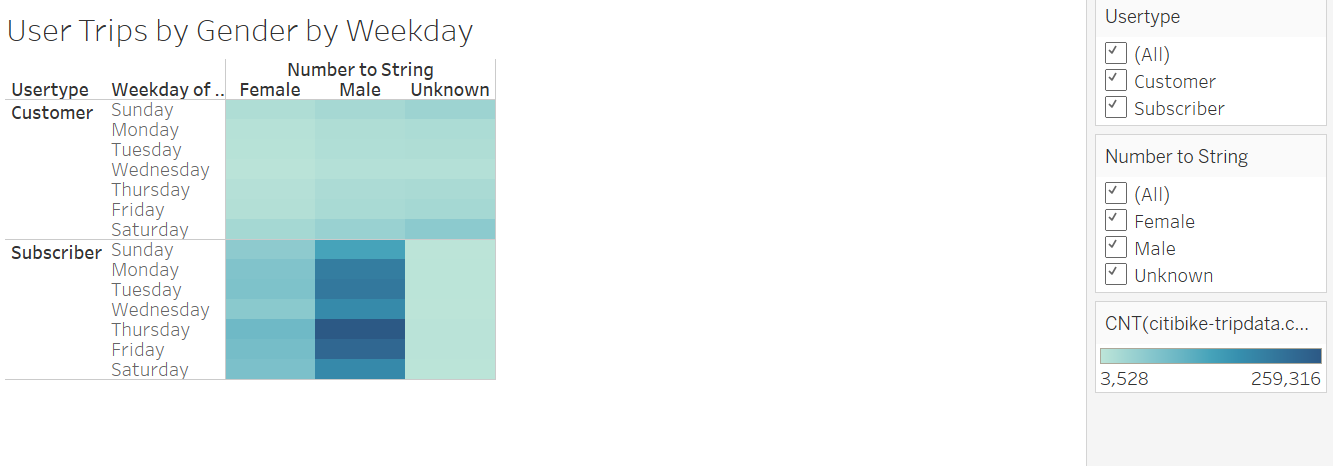 User Trips by Gender by Weekday
Number to String
Usertype Weekday of .. Female Male Unknown
Customer Sunday
Monday
Tuesday
Wednesday
Thursday
Friday
Saturday
Subscriber Sunday
Monday
Tuesday
Wednesday
Thursday
Friday
Saturday
Usertype
(All)
Customer
Subscriber
Number to String
(All)
Female
Male
Unknown
CNT(citibike-tripdata.c...
3,528 259,316